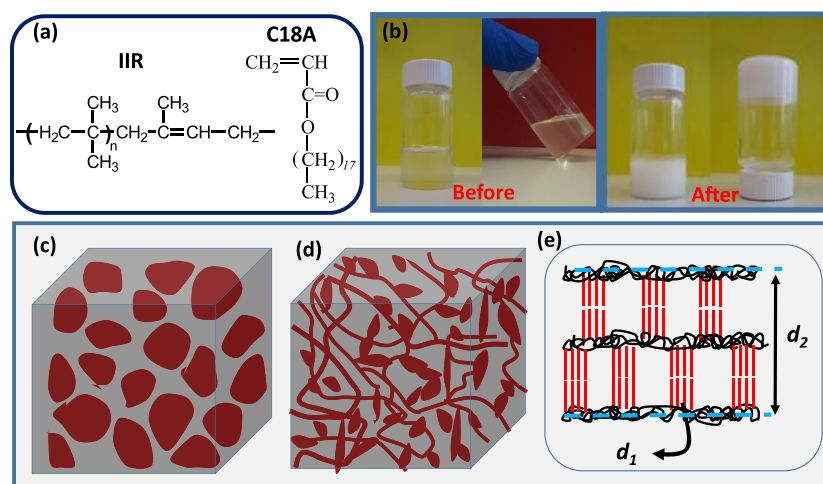 (a)
IIR
C18A
CH₃
CH₃
(H₂C-C)n CH₂-C=CH-CH₂
CH₃
CH₂=CH
C=O
O
(CH₂)17
CH₃
(b)
Before
After
(c)
(d)
(e)
d₂
d₁